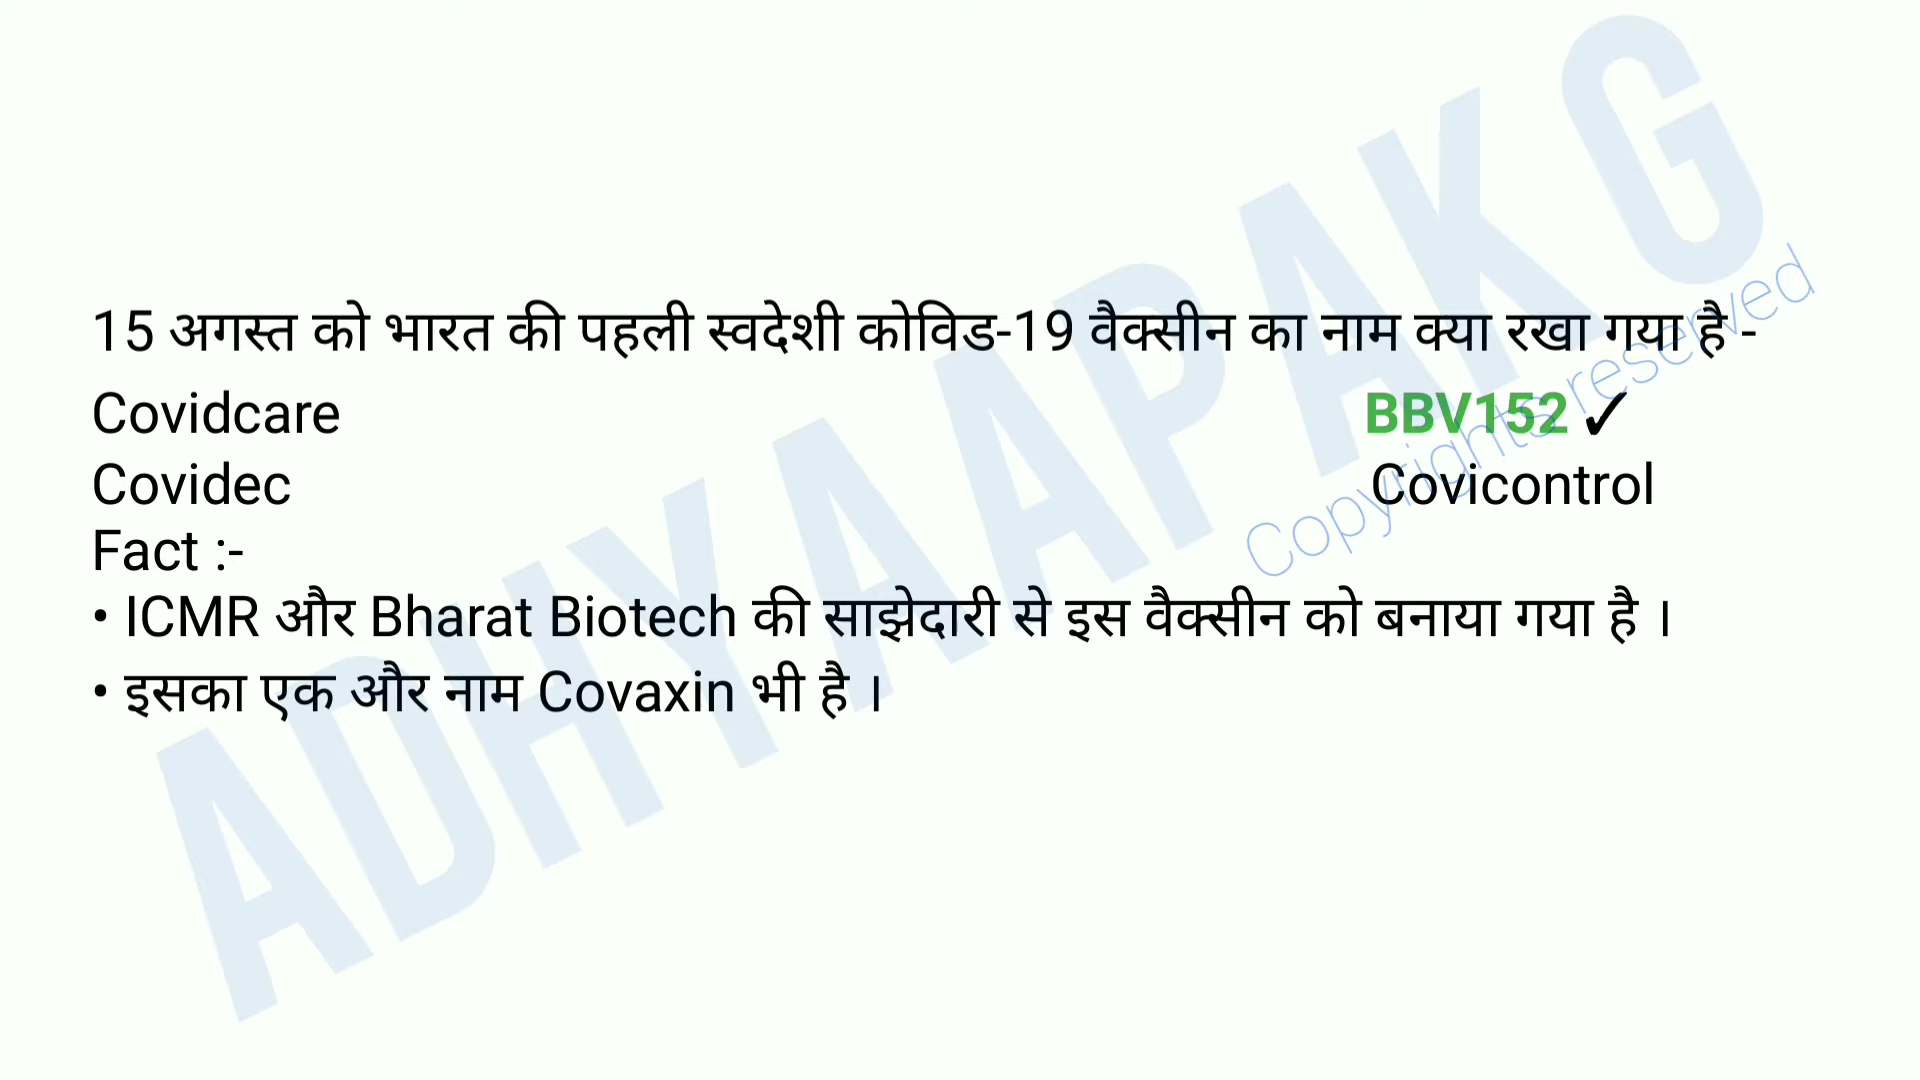 15 अगस्त को भारत की पहली स्वदेशी कोविड-19 वैक्सीन का नाम क्या रखा गया है -
Covidcare BBV152 ✓
Covidec Covicontrol
Fact :-
• ICMR और Bharat Biotech की साझेदारी से इस वैक्सीन को बनाया गया है ।
• इसका एक और नाम Covaxin भी है ।
ADHYAAPAK G
Copyrights reserved